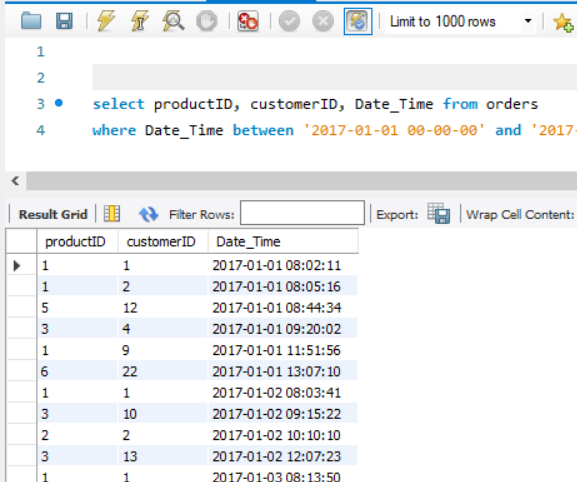 Limit to 1000 rows
1
2
3 select productID, customerID, Date_Time from orders
4 where Date_Time between '2017-01-01 00-00-00' and '2017-
Result Grid Filter Rows: Export: Wrap Cell Content:
productID customerID Date_Time
1 1 2017-01-01 08:02:11
1 2 2017-01-01 08:05:16
5 12 2017-01-01 08:44:34
3 4 2017-01-01 09:20:02
1 9 2017-01-01 11:51:56
6 22 2017-01-01 13:07:10
1 1 2017-01-02 08:03:41
3 10 2017-01-02 09:15:22
2 2 2017-01-02 10:10:10
3 13 2017-01-02 12:07:23
1 1 2017-01-03 08:13:50